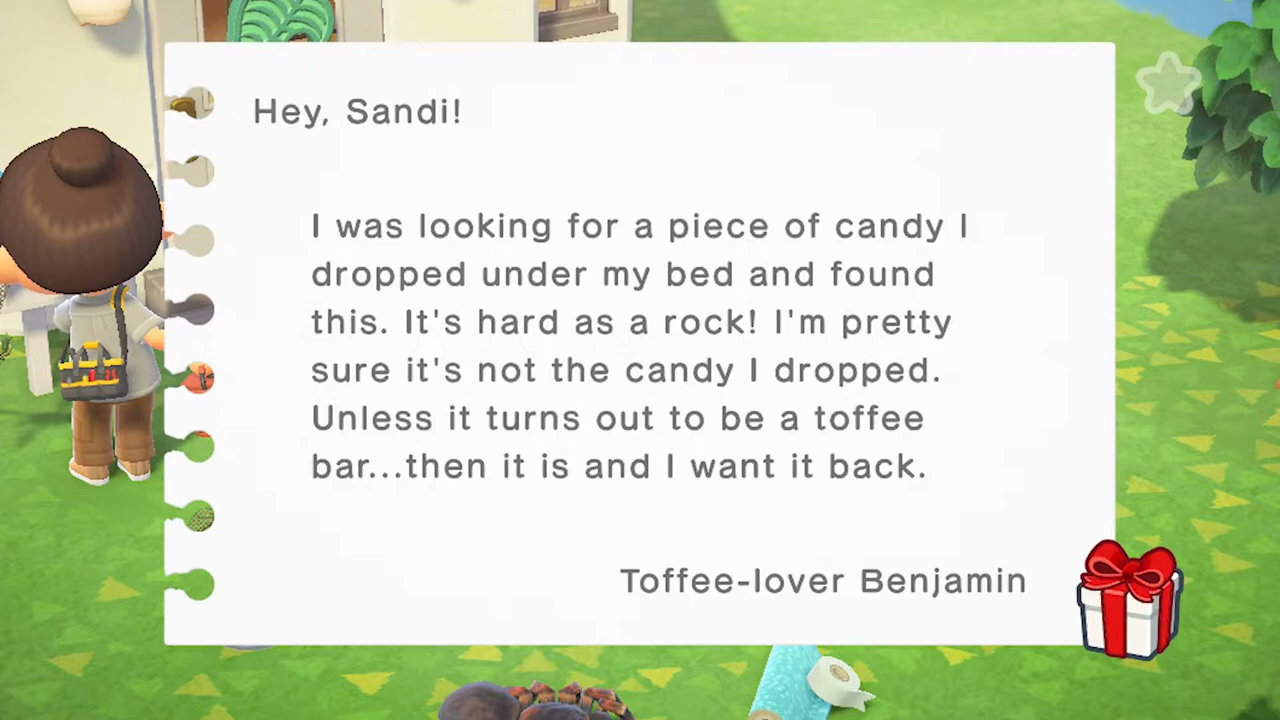 Hey, Sandi!
I was looking for a piece of candy I
dropped under my bed and found
this. It's hard as a rock! I'm pretty
sure it's not the candy I dropped.
Unless it turns out to be a toffee
bar...then it is and I want it back.
Toffee-lover Benjamin